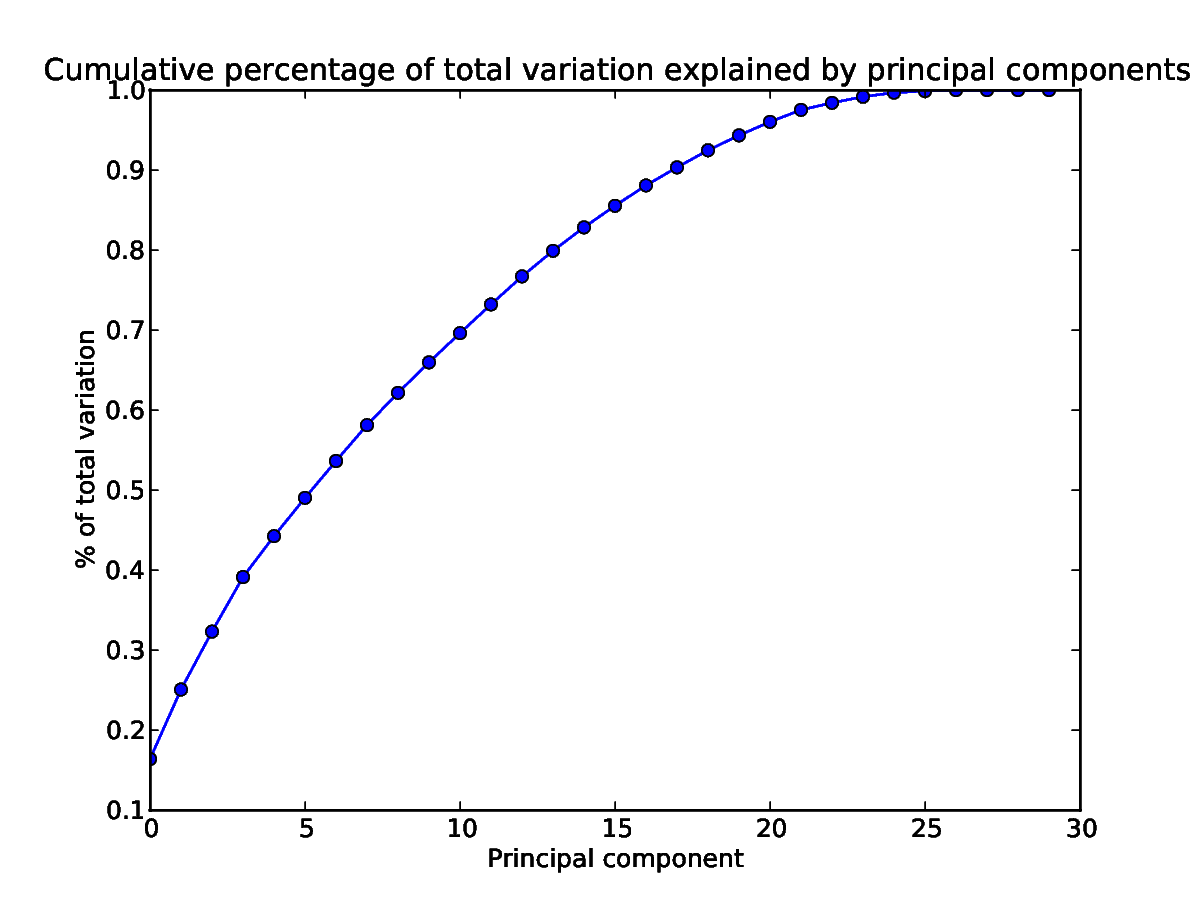 Cumulative percentage of total variation explained by principal components
1.0
0.9
0.8
0.7
0.6
0.5
0.4
0.3
0.2
0.1
% of total variation
0 5 10 15 20 25 30
Principal component